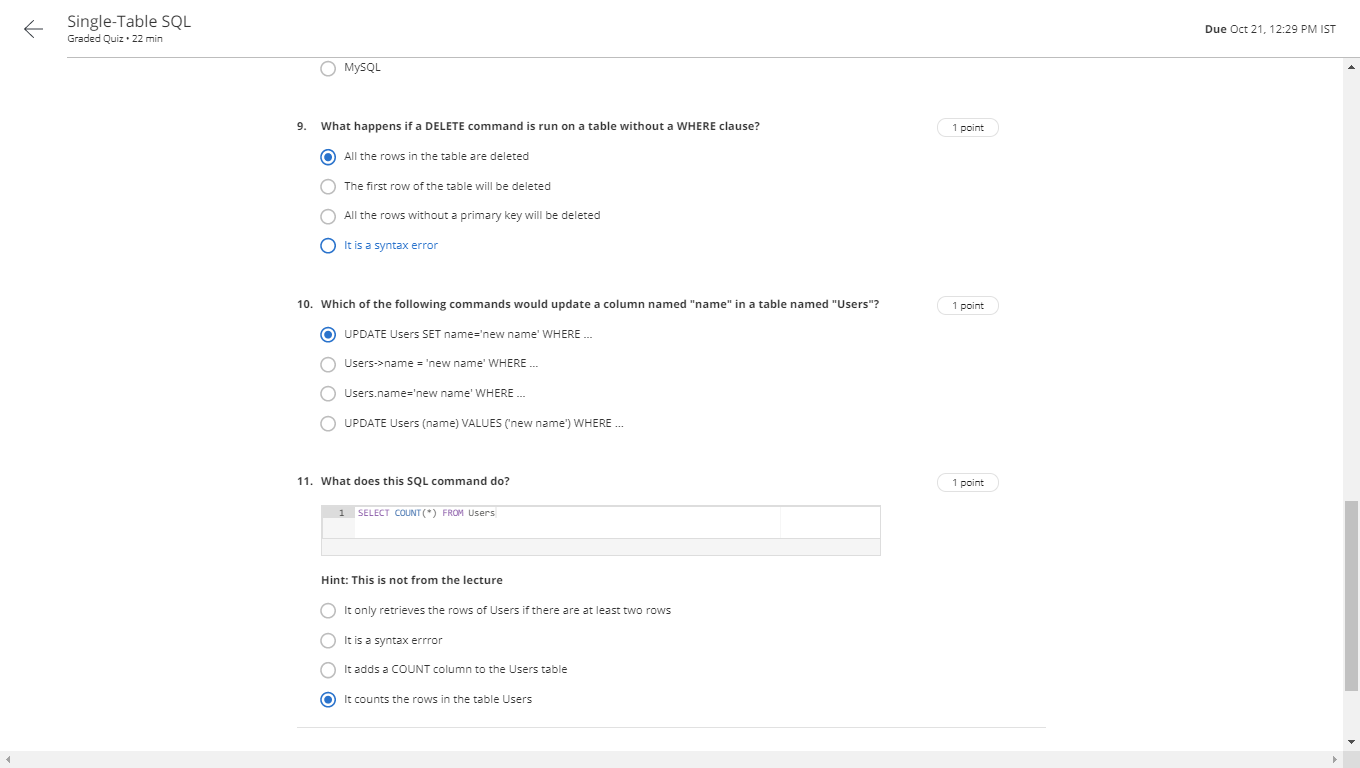 Single-Table SQL
Graded Quiz • 22 min
Due Oct 21, 12:29 PM IST
MySQL
9. What happens if a DELETE command is run on a table without a WHERE clause?
1 point
All the rows in the table are deleted
The first row of the table will be deleted
All the rows without a primary key will be deleted
It is a syntax error
10. Which of the following commands would update a column named "name" in a table named "Users"?
1 point
UPDATE Users SET name='new name' WHERE ...
Users->name = 'new name' WHERE ...
Users.name='new name' WHERE ...
UPDATE Users (name) VALUES ('new name') WHERE ...
11. What does this SQL command do?
1 point
1 SELECT COUNT(*) FROM Users
Hint: This is not from the lecture
It only retrieves the rows of Users if there are at least two rows
It is a syntax errror
It adds a COUNT column to the Users table
It counts the rows in the table Users